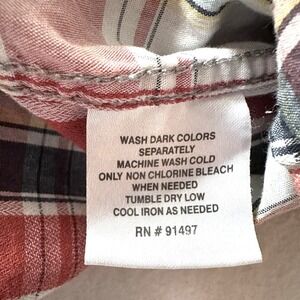 WASH DARK COLORS
SEPARATELY
MACHINE WASH COLD
ONLY NON CHLORINE BLEACH
WHEN NEEDED
TUMBLE DRY LOW
COOL IRON AS NEEDED
RN # 91497